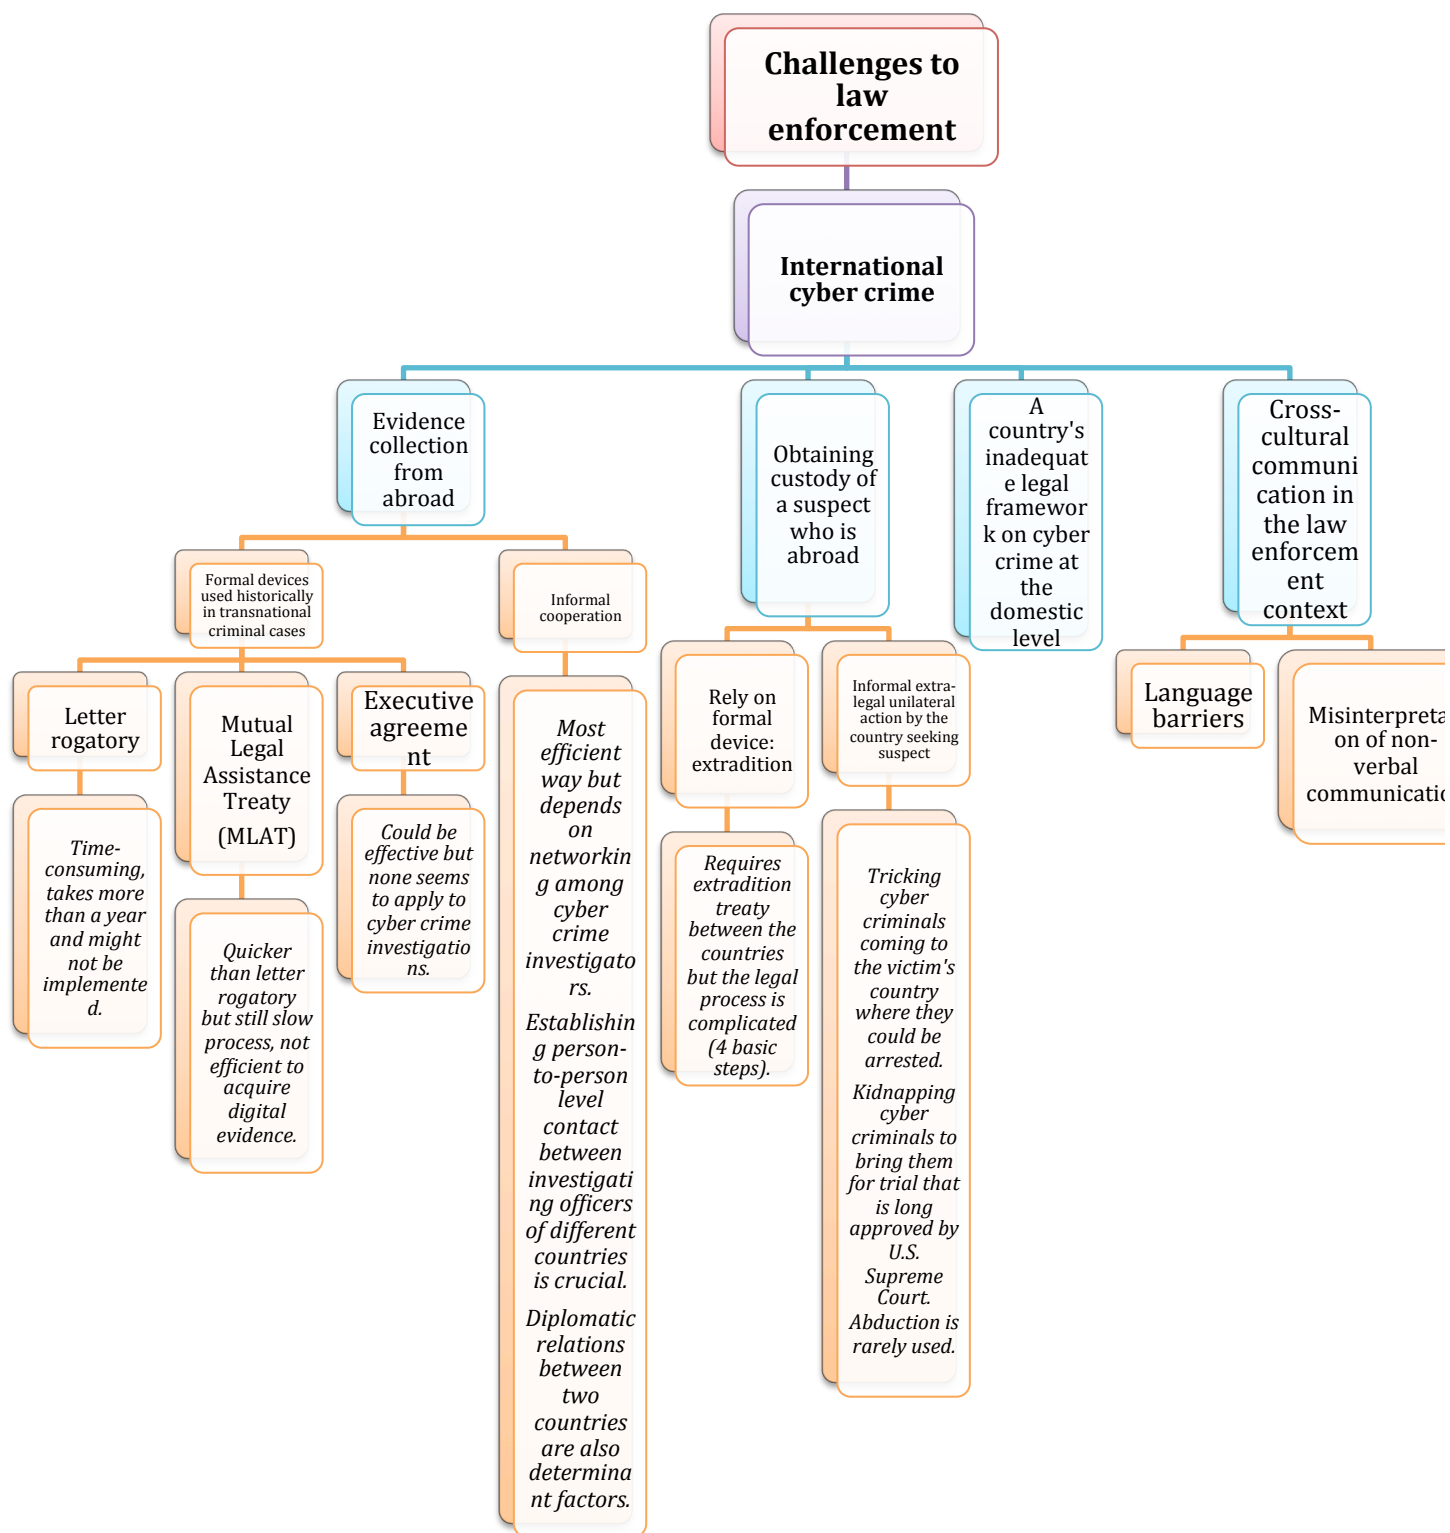 Challenges to
law
enforcement
International
cyber crime
Evidence
collection
from
abroad
Obtaining
custody of
a suspect
who is
abroad
A
country's
inadequat
e legal
framewor
k on cyber
crime at
the
domestic
level
Cross-
cultural
communi
cation in
the law
enforcem
ent
context
Formal devices
used historically
in transnational
criminal cases
Informal
cooperation
Letter
rogatory
Mutual
Legal
Assistance
Treaty
(MLAT)
Executive
agreeme
nt
Time-
consuming,
takes more
than a year
and might
not be
implemente
d.
Quicker
than letter
rogatory
but still slow
process, not
efficient to
acquire
digital
evidence.
Could be
effective but
none seems
to apply to
cyber crime
investigatio
ns.
Most
efficient
way but
depends
on
networkin
g among
cyber
crime
investigato
rs.
Establishin
g person-
to-person
level
contact
between
investigati
ng officers
of different
countries
is crucial.
Diplomatic
relations
between
two
countries
are also
determina
nt factors.
Rely on
formal
device:
extradition
Informal extra-
legal unilateral
action by the
country seeking
suspect
Requires
extradition
treaty
between the
countries
but the legal
process is
complicated
(4 basic
steps).
Tricking
cyber
criminals
coming to
the victim's
country
where they
could be
arrested.
Kidnapping
cyber
criminals to
bring them
for trial that
is long
approved by
U.S.
Supreme
Court.
Abduction is
rarely used.
Language
barriers
Misinterpreta
on of non-
verbal
communicatio